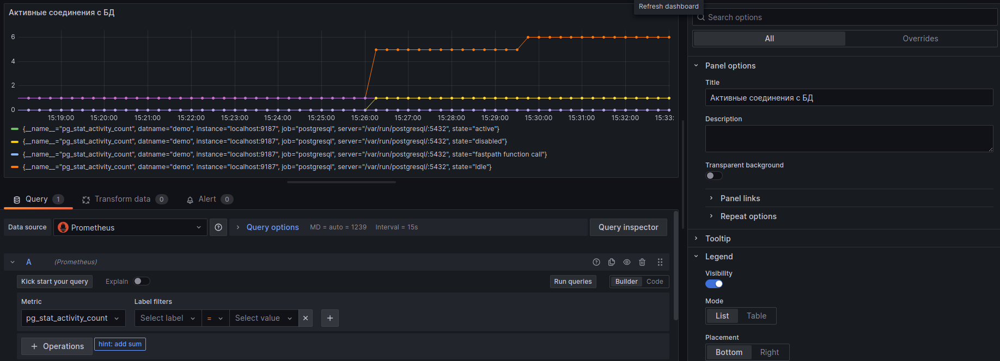 Активные соединения с БД
Refresh dashboard
6
4
2
0
15:19:00 15:20:00 15:21:00 15:22:00 15:23:00 15:24:00 15:25:00 15:26:00 15:27:00 15:28:00 15:29:00 15:30:00 15:31:00 15:32:00 15:33:
{__name__="pg_stat_activity_count", datname="demo", instance="localhost:9187", job="postgresql", server="/var/run/postgresql/:5432", state="active"}
{__name__="pg_stat_activity_count", datname="demo", instance="localhost:9187", job="postgresql", server="/var/run/postgresql/:5432", state="disabled"}
{__name__="pg_stat_activity_count", datname="demo", instance="localhost:9187", job="postgresql", server="/var/run/postgresql/:5432", state="fastpath function call"}
{__name__="pg_stat_activity_count", datname="demo", instance="localhost:9187", job="postgresql", server="/var/run/postgresql/:5432", state="idle"}
Query 1 Transform data 0 Alert 0
Data source Prometheus Query options MD = auto = 1239 Interval = 15s Query inspector
A (Prometheus)
Kick start your query Explain Run queries Builder Code
Metric Label filters
pg_stat_activity_count Select label = Select value
+ Operations hint: add sum
Search options
All Overrides
Panel options
Title
Активные соединения с БД
Description
Transparent background
Panel links
Repeat options
Tooltip
Legend
Visibility
Mode
List Table
Placement
Bottom Right